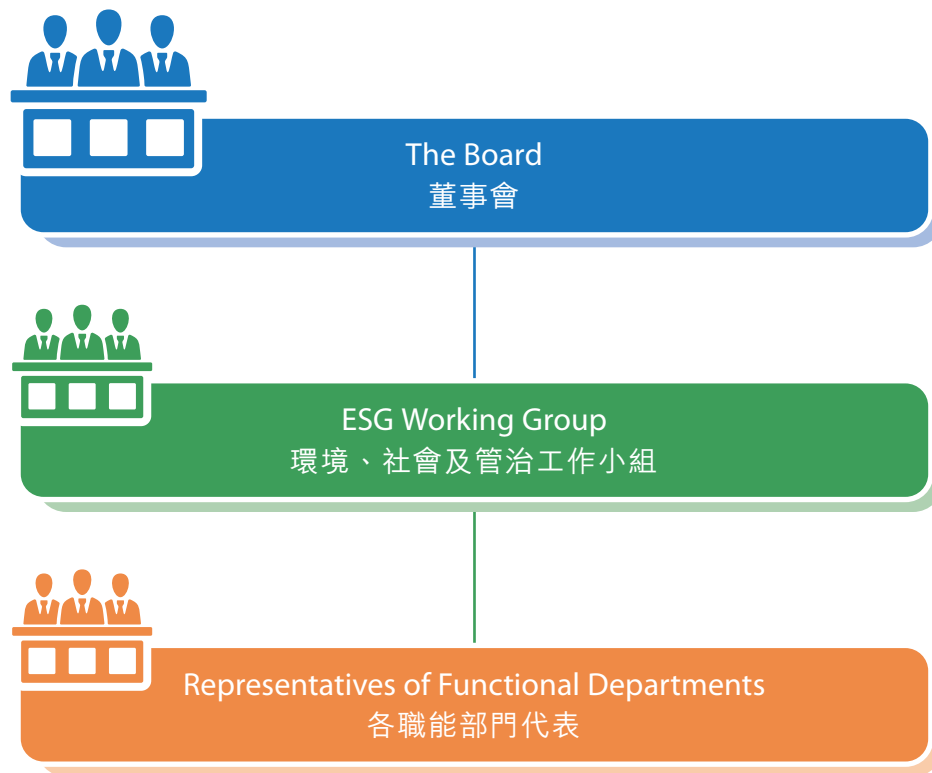 The Board
董事會
ESG Working Group
環境、社會及管治工作小組
Representatives of Functional Departments
各職能部門代表